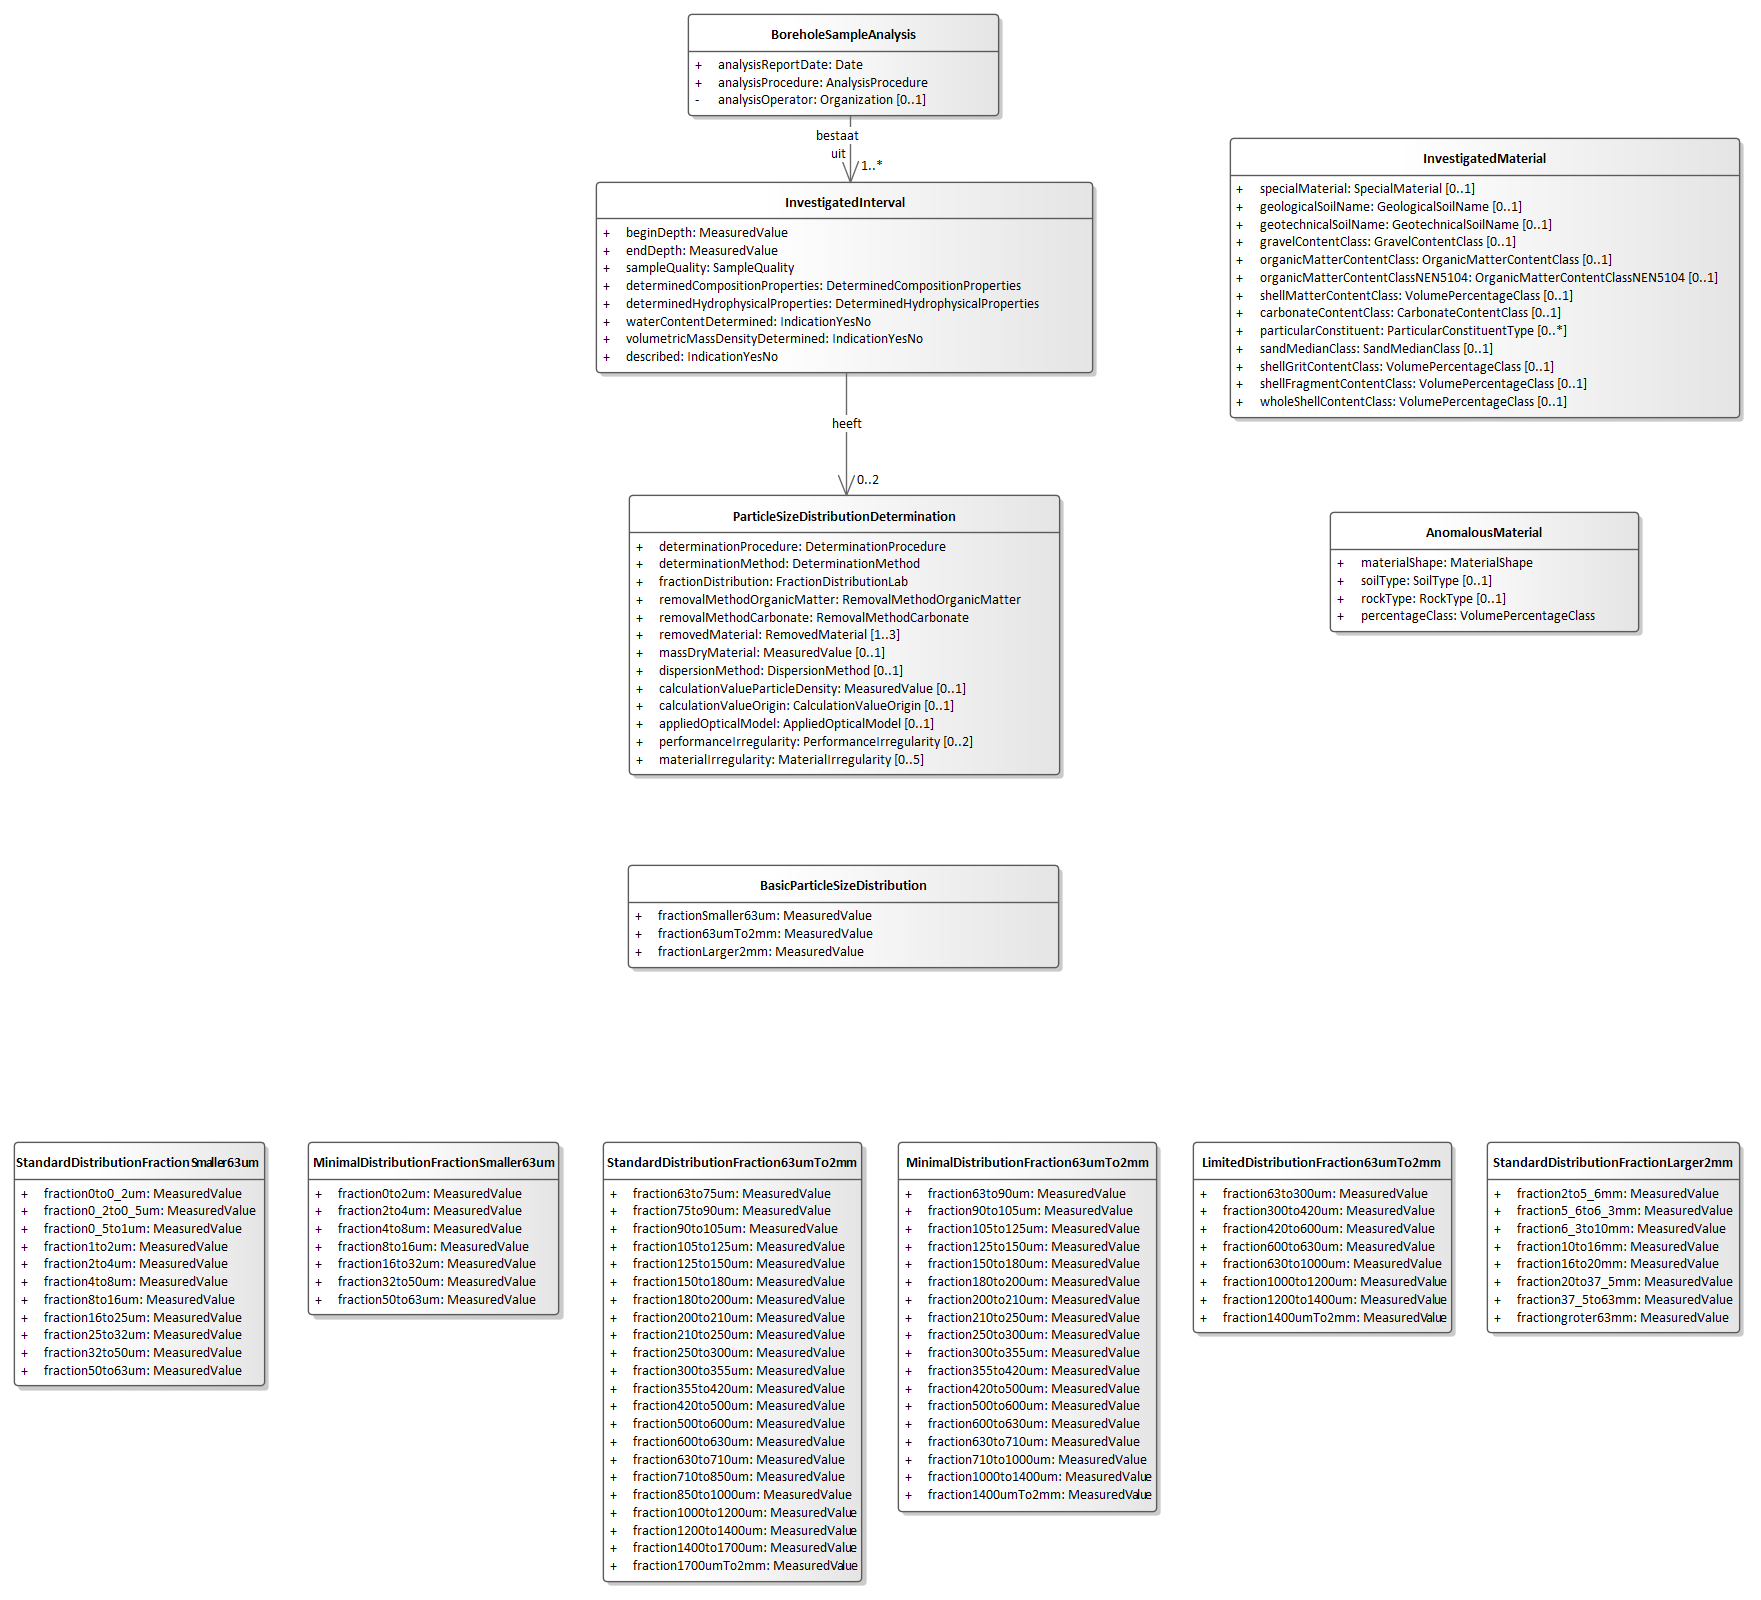 BoreholeSampleAnalysis
+ analysisReportDate: Date
+ analysisProcedure: AnalysisProcedure
- analysisOperator: Organization [0..1]
bestaat
uit
1..*
InvestigatedInterval
+ beginDepth: MeasuredValue
+ endDepth: MeasuredValue
+ sampleQuality: SampleQuality
+ determinedCompositionProperties: DeterminedCompositionProperties
+ determinedHydrophysicalProperties: DeterminedHydrophysicalProperties
+ waterContentDetermined: IndicationYesNo
+ volumetricMassDensityDetermined: IndicationYesNo
+ described: IndicationYesNo
InvestigatedMaterial
+ specialMaterial: SpecialMaterial [0..1]
+ geologicalSoilName: GeologicalSoilName [0..1]
+ geotechnicalSoilName: GeotechnicalSoilName [0..1]
+ gravelContentClass: GravelContentClass [0..1]
+ organicMatterContentClass: OrganicMatterContentClass [0..1]
+ organicMatterContentClassNEN5104: OrganicMatterContentClassNEN5104 [0..1]
+ shellMatterContentClass: VolumePercentageClass [0..1]
+ carbonateContentClass: CarbonateContentClass [0..1]
+ particularConstituent: ParticularConstituentType [0..*]
+ sandMedianClass: SandMedianClass [0..1]
+ shellGritContentClass: VolumePercentageClass [0..1]
+ shellFragmentContentClass: VolumePercentageClass [0..1]
+ wholeShellContentClass: VolumePercentageClass [0..1]
heeft
0..2
ParticleSizeDistributionDetermination
+ determinationProcedure: DeterminationProcedure
+ determinationMethod: DeterminationMethod
+ fractionDistribution: FractionDistributionLab
+ removalMethodOrganicMatter: RemovalMethodOrganicMatter
+ removalMethodCarbonate: RemovalMethodCarbonate
+ removedMaterial: RemovedMaterial [1..3]
+ massDryMaterial: MeasuredValue [0..1]
+ dispersionMethod: DispersionMethod [0..1]
+ calculationValueParticleDensity: MeasuredValue [0..1]
+ calculationValueOrigin: CalculationValueOrigin [0..1]
+ appliedOpticalModel: AppliedOpticalModel [0..1]
+ performanceIrregularity: PerformanceIrregularity [0..2]
+ materialIrregularity: MaterialIrregularity [0..5]
AnomalousMaterial
+ materialShape: MaterialShape
+ soilType: SoilType [0..1]
+ rockType: RockType [0..1]
+ percentageClass: VolumePercentageClass
BasicParticleSizeDistribution
+ fractionSmaller63um: MeasuredValue
+ fraction63umTo2mm: MeasuredValue
+ fractionLarger2mm: MeasuredValue
StandardDistributionFractionSmaller63um
+ fraction0to0_2um: MeasuredValue
+ fraction0_2to0_5um: MeasuredValue
+ fraction0_5to1um: MeasuredValue
+ fraction1to2um: MeasuredValue
+ fraction2to4um: MeasuredValue
+ fraction4to8um: MeasuredValue
+ fraction8to16um: MeasuredValue
+ fraction16to25um: MeasuredValue
+ fraction25to32um: MeasuredValue
+ fraction32to50um: MeasuredValue
+ fraction50to63um: MeasuredValue
MinimalDistributionFractionSmaller63um
+ fraction0to2um: MeasuredValue
+ fraction2to4um: MeasuredValue
+ fraction4to8um: MeasuredValue
+ fraction8to16um: MeasuredValue
+ fraction16to32um: MeasuredValue
+ fraction32to50um: MeasuredValue
+ fraction50to63um: MeasuredValue
StandardDistributionFraction63umTo2mm
+ fraction63to75um: MeasuredValue
+ fraction75to90um: MeasuredValue
+ fraction90to105um: MeasuredValue
+ fraction105to125um: MeasuredValue
+ fraction125to150um: MeasuredValue
+ fraction150to180um: MeasuredValue
+ fraction180to200um: MeasuredValue
+ fraction200to210um: MeasuredValue
+ fraction210to250um: MeasuredValue
+ fraction250to300um: MeasuredValue
+ fraction300to355um: MeasuredValue
+ fraction355to420um: MeasuredValue
+ fraction420to500um: MeasuredValue
+ fraction500to600um: MeasuredValue
+ fraction600to630um: MeasuredValue
+ fraction630to710um: MeasuredValue
+ fraction710to850um: MeasuredValue
+ fraction850to1000um: MeasuredValue
+ fraction1000to1200um: MeasuredValue
+ fraction1200to1400um: MeasuredValue
+ fraction1400to1700um: MeasuredValue
+ fraction1700umTo2mm: MeasuredValue
MinimalDistributionFraction63umTo2mm
+ fraction63to90um: MeasuredValue
+ fraction90to105um: MeasuredValue
+ fraction105to125um: MeasuredValue
+ fraction125to150um: MeasuredValue
+ fraction150to180um: MeasuredValue
+ fraction180to200um: MeasuredValue
+ fraction200to210um: MeasuredValue
+ fraction210to250um: MeasuredValue
+ fraction250to300um: MeasuredValue
+ fraction300to355um: MeasuredValue
+ fraction355to420um: MeasuredValue
+ fraction420to500um: MeasuredValue
+ fraction500to600um: MeasuredValue
+ fraction600to630um: MeasuredValue
+ fraction630to710um: MeasuredValue
+ fraction710to1000um: MeasuredValue
+ fraction1000to1400um: MeasuredValue
+ fraction1400umTo2mm: MeasuredValue
LimitedDistributionFraction63umTo2mm
+ fraction63to300um: MeasuredValue
+ fraction300to420um: MeasuredValue
+ fraction420to600um: MeasuredValue
+ fraction600to630um: MeasuredValue
+ fraction630to1000um: MeasuredValue
+ fraction1000to1200um: MeasuredValue
+ fraction1200to1400um: MeasuredValue
+ fraction1400umTo2mm: MeasuredValue
StandardDistributionFractionLarger2mm
+ fraction2to5_6mm: MeasuredValue
+ fraction5_6to6_3mm: MeasuredValue
+ fraction6_3to10mm: MeasuredValue
+ fraction10to16mm: MeasuredValue
+ fraction16to20mm: MeasuredValue
+ fraction20to37_5mm: MeasuredValue
+ fraction37_5to63mm: MeasuredValue
+ fractiongroter63mm: MeasuredValue